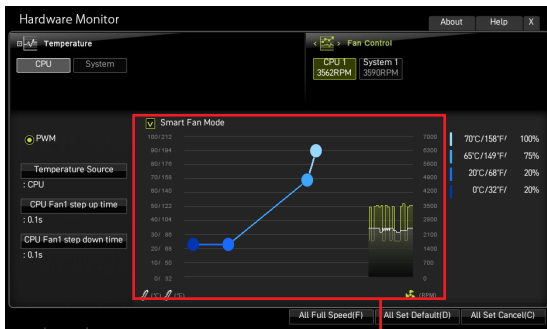 Hardware Monitor
About Help X
Temperature
< > Fan Control
CPU System
CPU 1 System 1
3562RPM 3590RPM
V Smart Fan Mode
PWM
Temperature Source
: CPU
CPU Fan1 step up time
: 0.1s
CPU Fan1 step down time
: 0.1s
100/212 7000
90/194 6300
80/176 5600
70/158 4900
60/140 4200
50/122 3500
40/104 2800
30/ 86 2100
20/ 68 1400
10/ 50 700
0/ 32 0
(°C) (°F) (RPM)
70°C/158°F/ 100%
65°C/149°F/ 75%
20°C/68°F/ 20%
0°C/32°F/ 20%
All Full Speed(F) All Set Default(D) All Set Cancel(C)